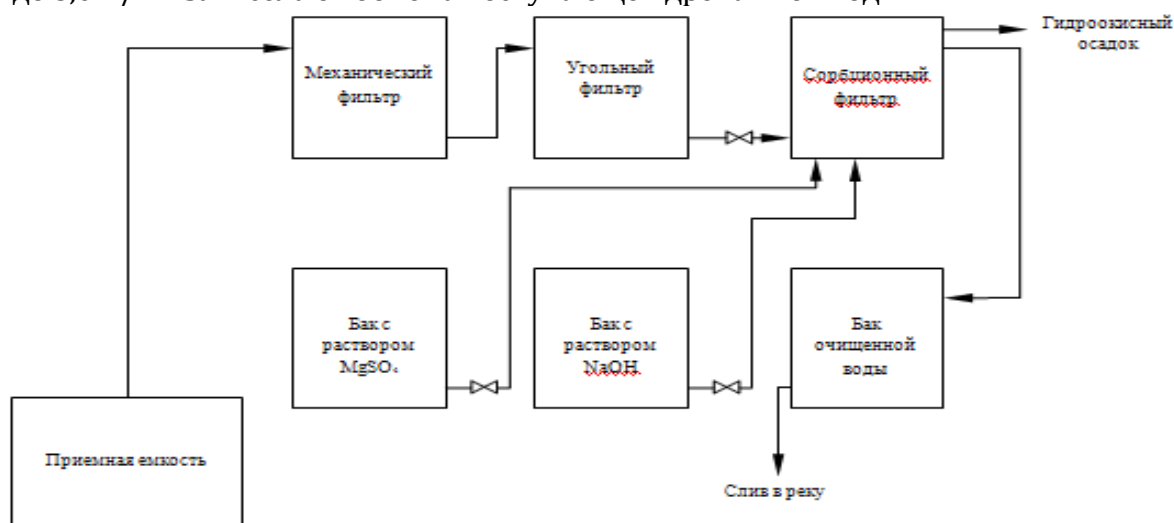 Гидроокисный
осадок
Механический
фильтр
Угольный
фильтр
Сорбционный
фильтр
Бак с
раствором
MgSO₄
Бак с
раствором
NaOH
Бак
очищенной
воды
Приемная емкость
Слив в реку